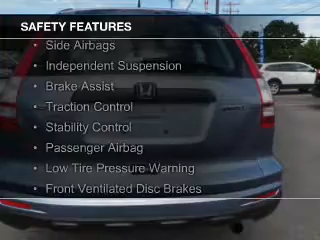 SAFETY FEATURES
• Side Airbags
• Independent Suspension
• Brake Assist
• Traction Control
• Stability Control
• Passenger Airbag
• Low Tire Pressure Warning
• Front Ventilated Disc Brakes